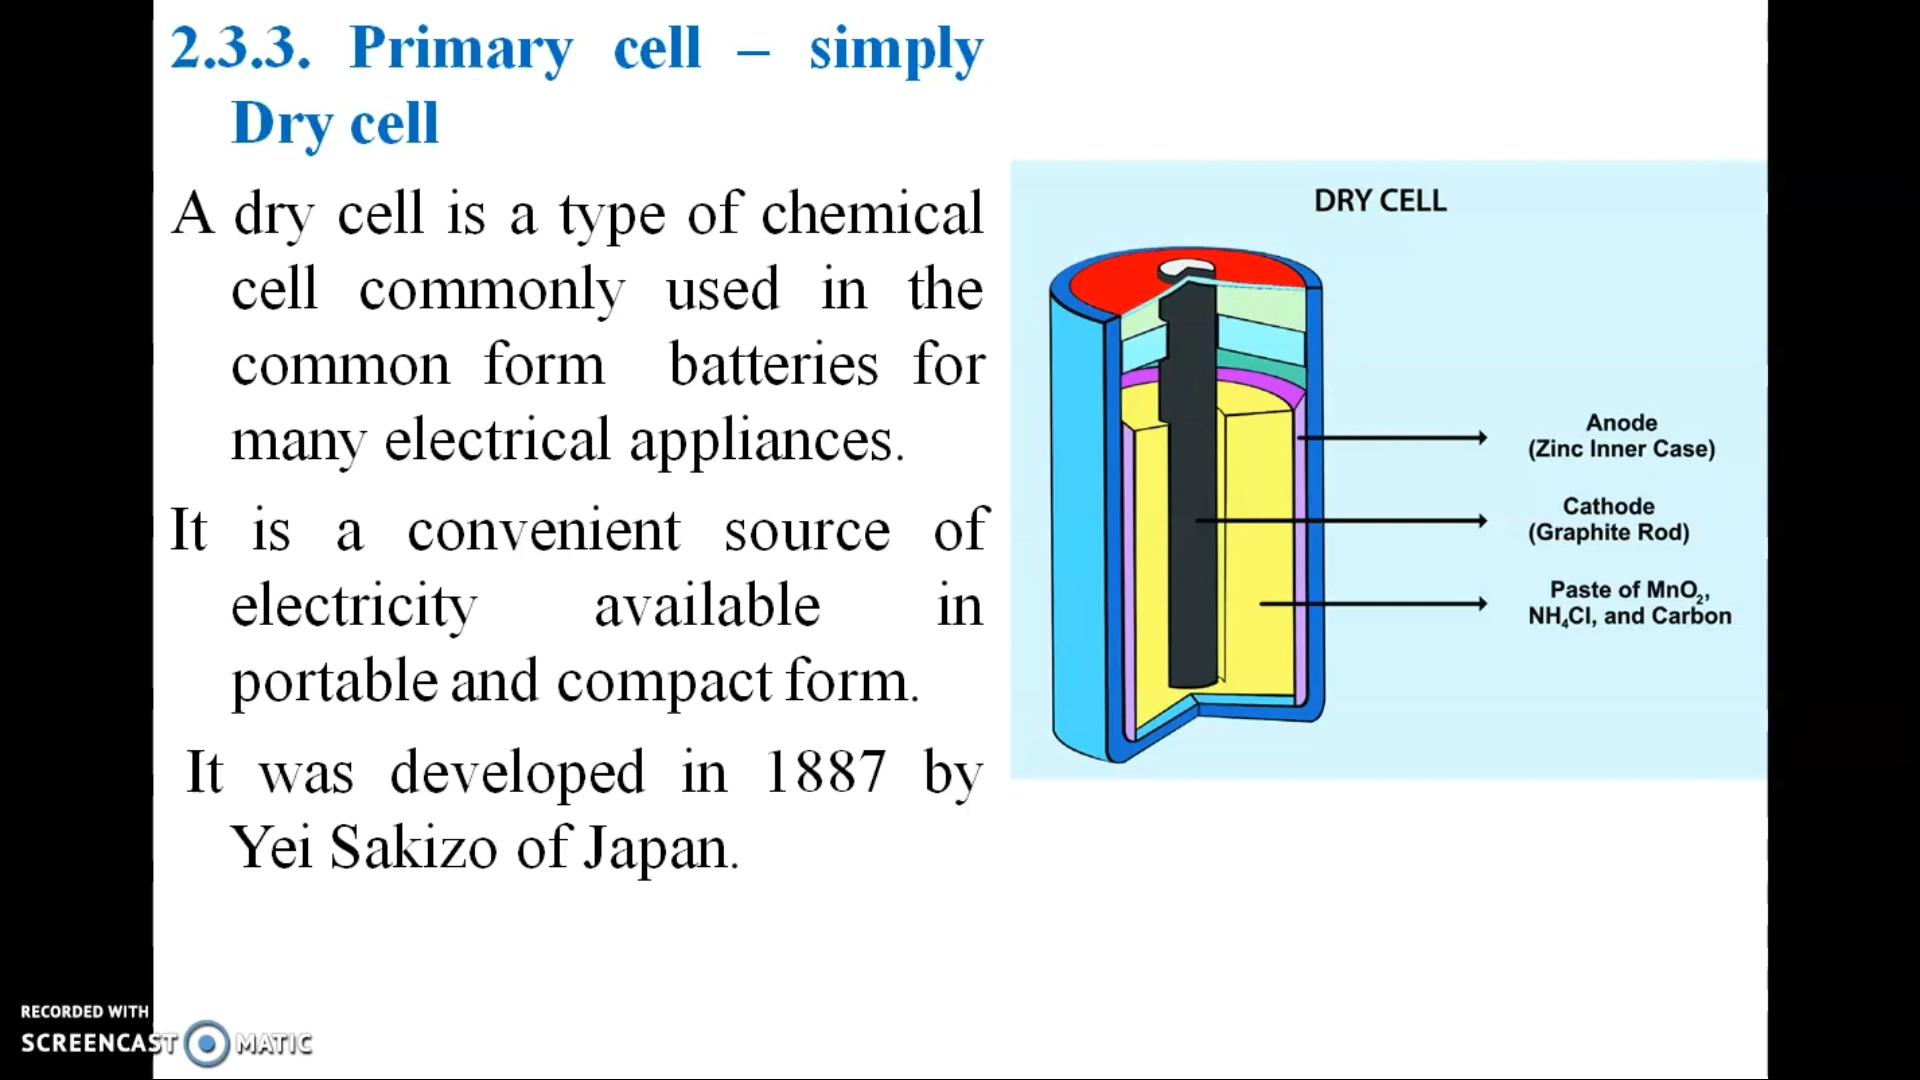 2.3.3. Primary cell – simply
Dry cell
A dry cell is a type of chemical
cell commonly used in the
common form batteries for
many electrical appliances.
It is a convenient source of
electricity available in
portable and compact form.
It was developed in 1887 by
Yei Sakizo of Japan.
DRY CELL
Anode
(Zinc Inner Case)
Cathode
(Graphite Rod)
Paste of MnO₂,
NH₄Cl, and Carbon
RECORDED WITH
SCREENCAST MATIC